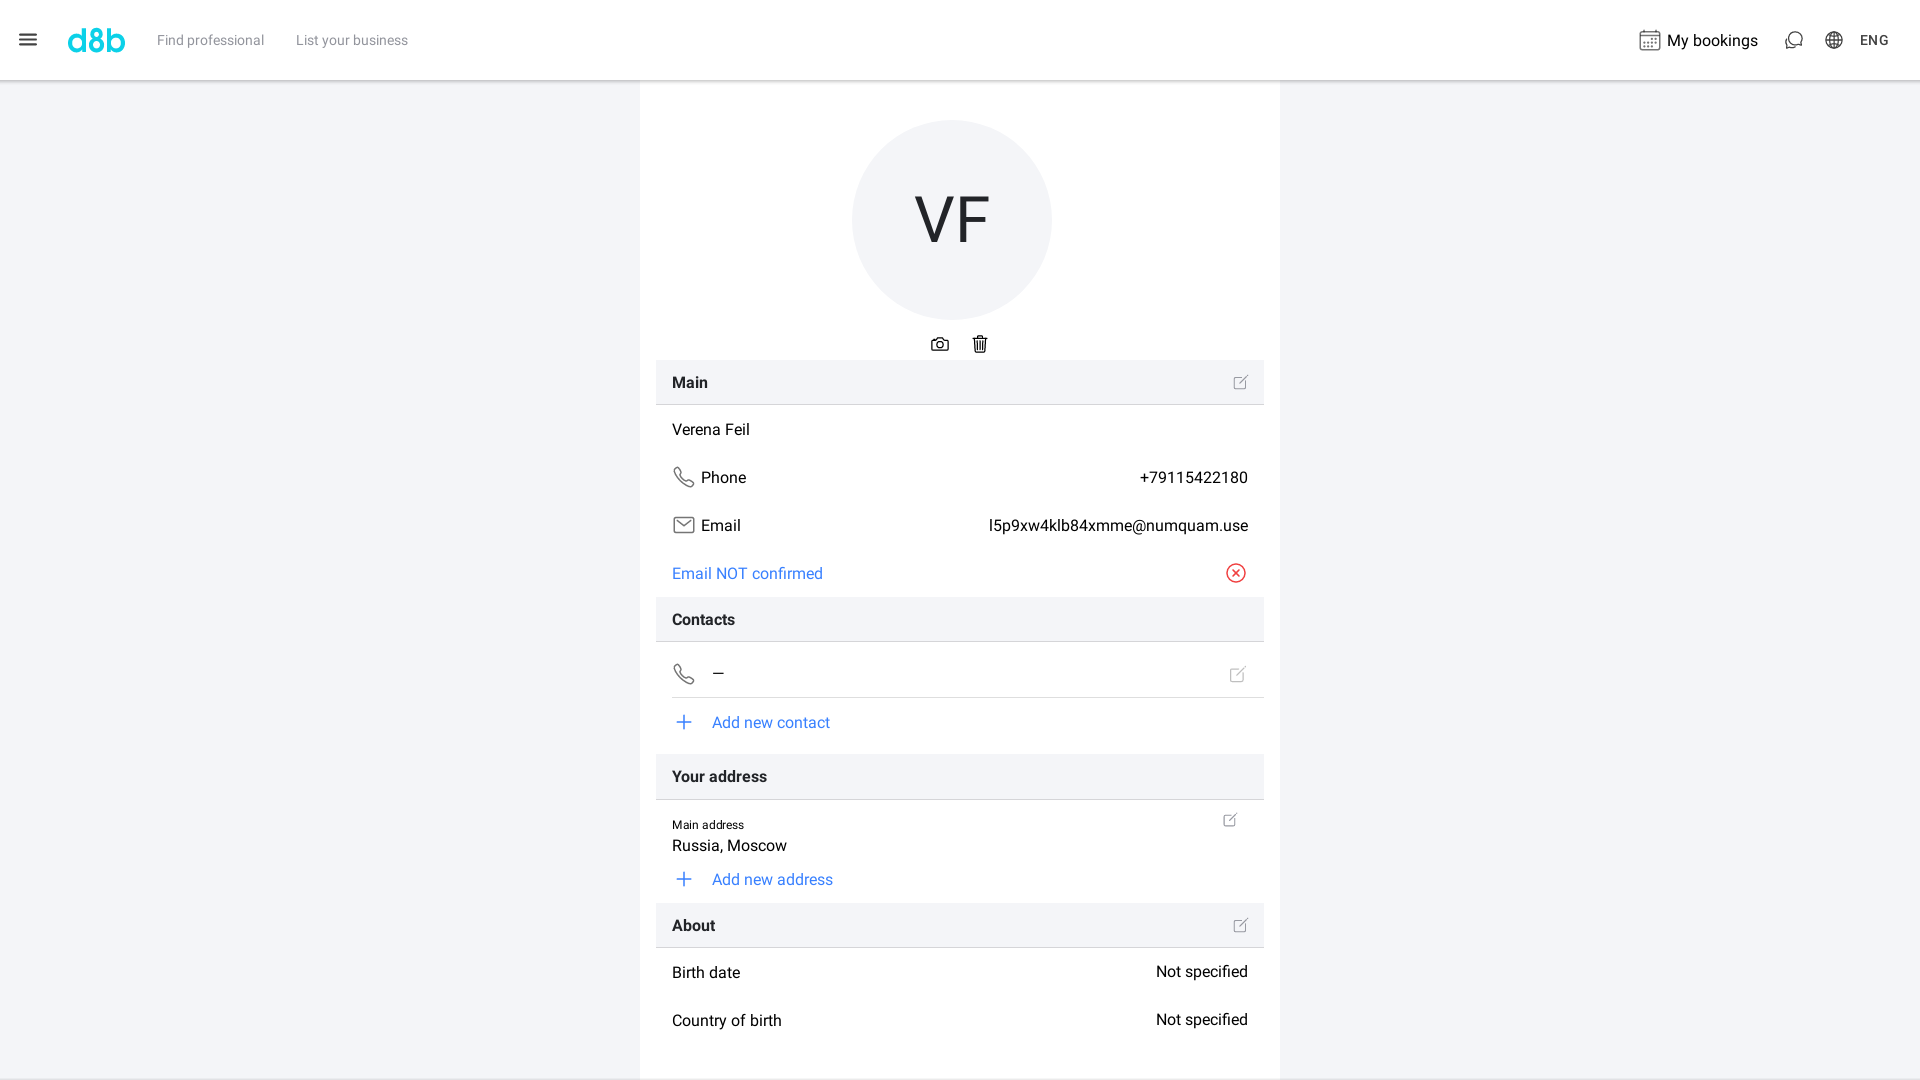 d8b
Find professional
List your business
My bookings
ENG
VF
Main
Verena Feil
Phone
+79115422180
Email
l5p9xw4klb84xmme@numquam.use
Email NOT confirmed
Contacts
–
Add new contact
Your address
Main address
Russia, Moscow
Add new address
About
Birth date
Not specified
Country of birth
Not specified